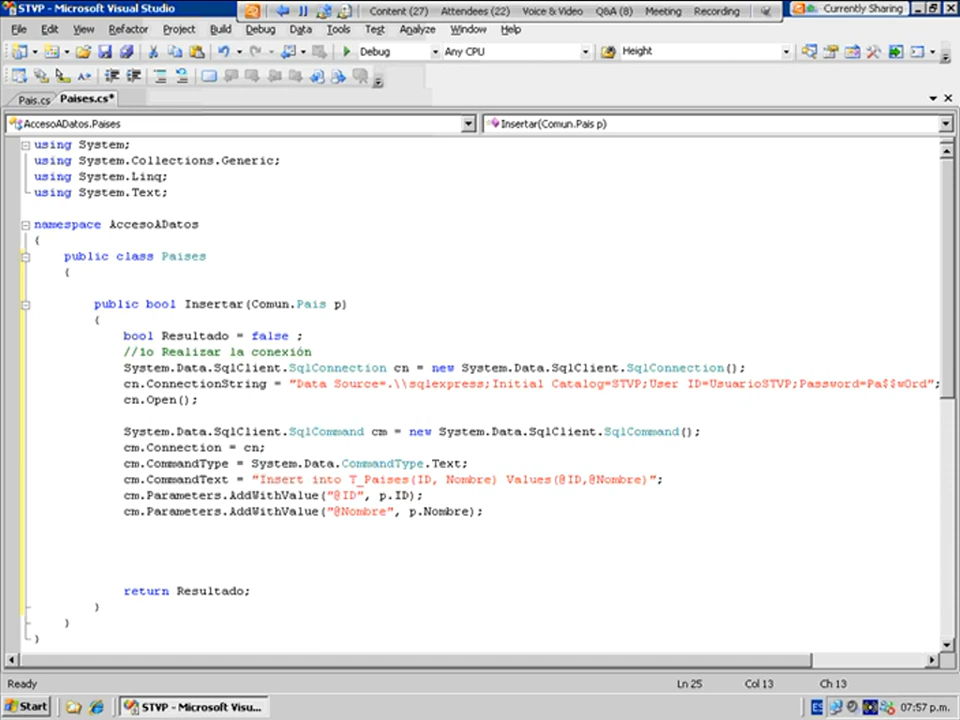 STVP - Microsoft Visual Studio
Content (27) Attendees (22) Voice & Video Q&A (8) Meeting Recording
Currently Sharing
File Edit View Refactor Project Build Debug Data Tools Test Analyze Window Help
Debug Any CPU Height
Pais.cs Paises.cs*
AccesoADatos.Paises Insertar(Comun.Pais p)
using System;
using System.Collections.Generic;
using System.Linq;
using System.Text;
namespace AccesoADatos
{
public class Paises
{
public bool Insertar(Comun.Pais p)
{
bool Resultado = false ;
//1o Realizar la conexión
System.Data.SqlClient.SqlConnection cn = new System.Data.SqlClient.SqlConnection();
cn.ConnectionString = "Data Source=.\\sqlexpress;Initial Catalog=STVP;User ID=UsuarioSTVP;Password=Pa$$w0rd";
cn.Open();
System.Data.SqlClient.SqlCommand cm = new System.Data.SqlClient.SqlCommand();
cm.Connection = cn;
cm.CommandType = System.Data.CommandType.Text;
cm.CommandText = "Insert into T_Paises(ID, Nombre) Values(@ID,@Nombre)";
cm.Parameters.AddWithValue("@ID", p.ID);
cm.Parameters.AddWithValue("@Nombre", p.Nombre);
return Resultado;
}
}
}
Ready Ln 25 Col 13 Ch 13
Start STVP - Microsoft Visu... ES 07:57 p.m.